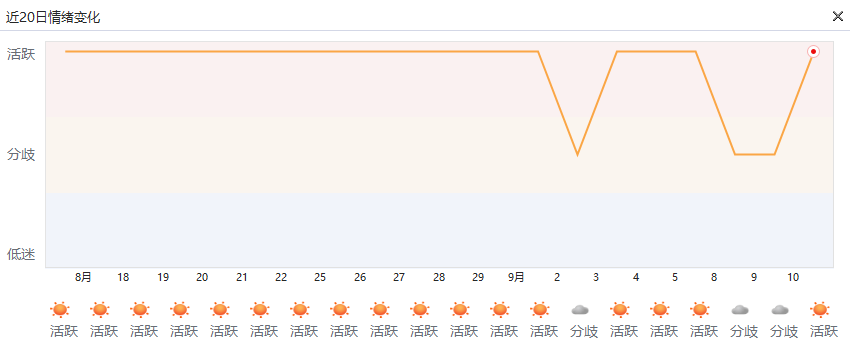 近20日情绪变化
活跃
分歧
低迷
8月 18 19 20 21 22 25 26 27 28 29 9月 2 3 4 5 8 9 10
活跃 活跃 活跃 活跃 活跃 活跃 活跃 活跃 活跃 活跃 活跃 活跃 活跃 分歧 活跃 活跃 活跃 分歧 分歧 活跃